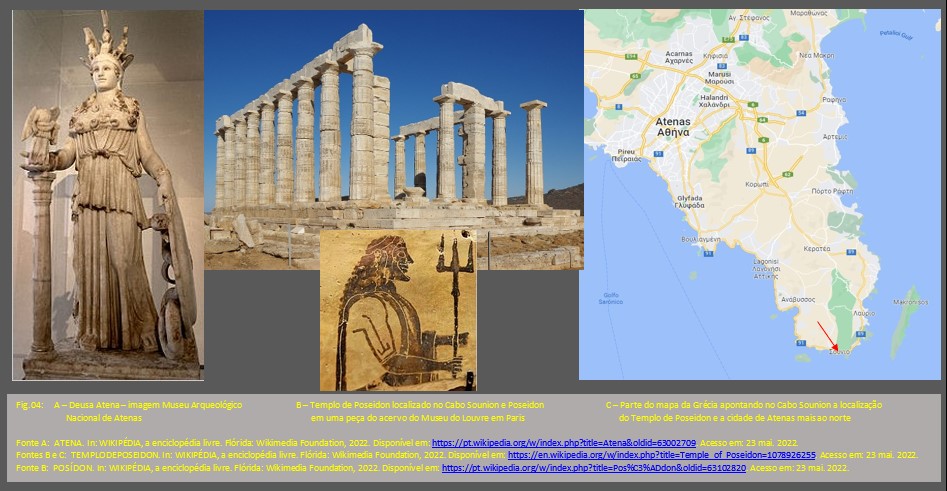 Αγ. Στέφανος
Μαραθώνας
Petalioi Gulf
Acarnas
Αχαρνές
Κηφισιά
Νέα Μάκρη
Marusi
Μαρούσι
Halandri
Χαλάνδρι
Ραφήνα
Atenas
Αθήνα
Αρτέμις
Pireu
Πειραιάς
Κορωπί
Πόρτο Ράφτη
Glyfada
Γλυφάδα
Βουλιαγμένη
Κερατέα
Lagonisi
Λαγονήσι
Αττικής
Golfo
Sarônico
Ανάβυσσος
Λαύριο
Makronisos
Σούνιο
Fig.04: A – Deusa Atena – imagem Museu Arqueológico
Nacional de Atenas
B – Templo de Poseidon localizado no Cabo Sounion e Poseidon
em uma peça do acervo do Museu do Louvre em Paris
C – Parte do mapa da Grécia apontando no Cabo Sounion a localização
do Templo de Poseidon e a cidade de Atenas mais ao norte
Fonte A: ATENA. In: WIKIPÉDIA, a enciclopédia livre. Flórida: Wikimedia Foundation, 2022. Disponível em: https://pt.wikipedia.org/w/index.php?title=Atena&oldid=63002709 Acesso em: 23 mai. 2022.
Fontes B e C: TEMPLODEPOSEIDON. In: WIKIPÉDIA, a enciclopédia livre. Flórida: Wikimedia Foundation, 2022. Disponível em: https://en.wikipedia.org/w/index.php?title=Temple_of_Poseidon=1078926255 Acesso em: 23 mai. 2022.
Fonte B: POSÍDON. In: WIKIPÉDIA, a enciclopédia livre. Flórida: Wikimedia Foundation, 2022. Disponível em: https://pt.wikipedia.org/w/index.php?title=Pos%C3%ADdon&oldid=63102820 Acesso em: 23 mai. 2022.